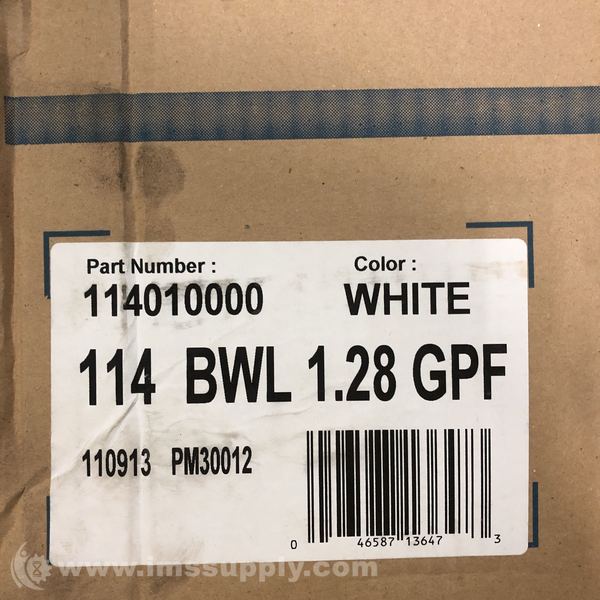 Part Number : Color :
114010000 WHITE
114 BWL 1.28 GPF
110913 PM30012
0 46587 13647 3
www.imssupply.com